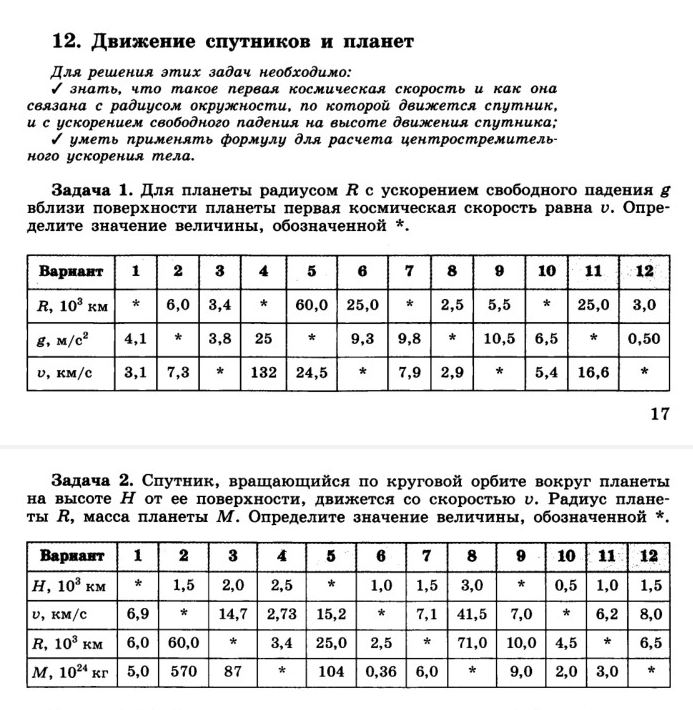 12. Движение спутников и планет
Для решения этих задач необходимо:
✓ знать, что такое первая космическая скорость и как она
связана с радиусом окружности, по которой движется спутник,
и с ускорением свободного падения на высоте движения спутника;
✓ уметь применять формулу для расчета центростремитель-
ного ускорения тела.
Задача 1. Для планеты радиусом R с ускорением свободного падения g
вблизи поверхности планеты первая космическая скорость равна v. Опре-
делите значение величины, обозначенной *.
Вариант 1 2 3 4 5 6 7 8 9 10 11 12
R, 10³ км * 6,0 3,4 * 60,0 25,0 * 2,5 5,5 * 25,0 3,0
g, м/с² 4,1 * 3,8 25 * 9,3 9,8 * 10,5 6,5 * 0,50
v, км/с 3,1 7,3 * 132 24,5 * 7,9 2,9 * 5,4 16,6 *
17
Задача 2. Спутник, вращающийся по круговой орбите вокруг планеты
на высоте H от ее поверхности, движется со скоростью v. Радиус плане-
ты R, масса планеты M. Определите значение величины, обозначенной *.
Вариант 1 2 3 4 5 6 7 8 9 10 11 12
H, 10³ км * 1,5 2,0 2,5 * 1,0 1,5 3,0 * 0,5 1,0 1,5
v, км/с 6,9 * 14,7 2,73 15,2 * 7,1 41,5 7,0 * 6,2 8,0
R, 10³ км 6,0 60,0 * 3,4 25,0 2,5 * 71,0 10,0 4,5 * 6,5
M, 10²⁴ кг 5,0 570 87 * 104 0,36 6,0 * 9,0 2,0 3,0 *